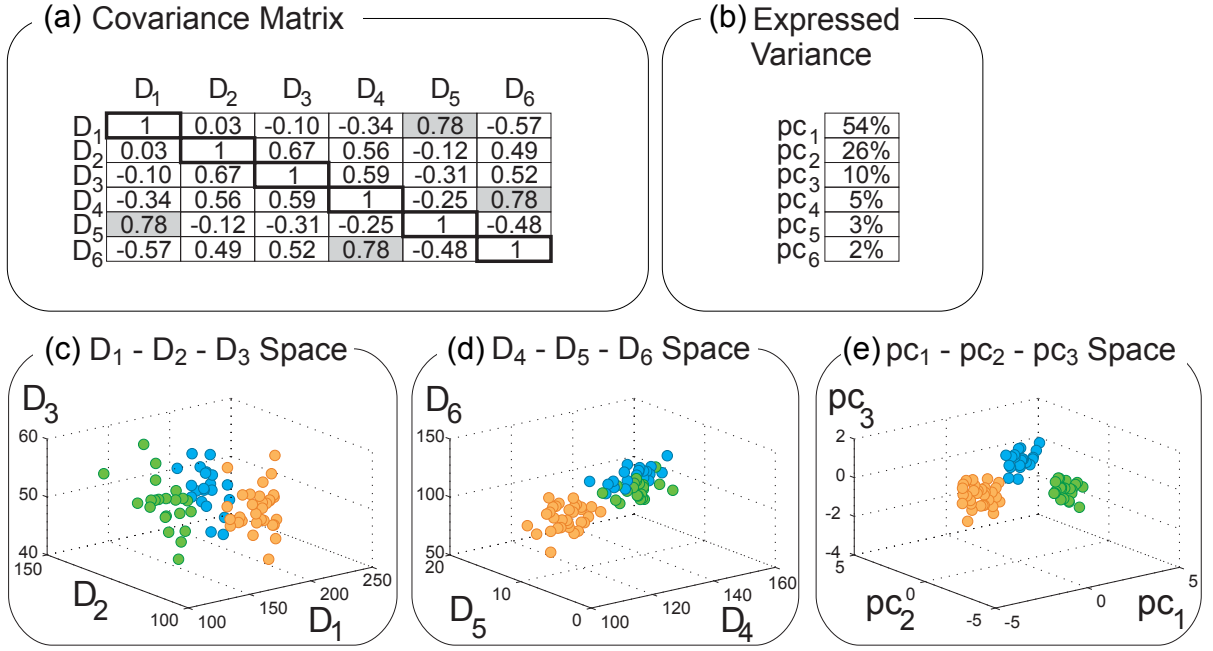 (a) Covariance Matrix
D1 D2 D3 D4 D5 D6
D1 1 0.03 -0.10 -0.34 0.78 -0.57
D2 0.03 1 0.67 0.56 -0.12 0.49
D3 -0.10 0.67 1 0.59 -0.31 0.52
D4 -0.34 0.56 0.59 1 -0.25 0.78
D5 0.78 -0.12 -0.31 -0.25 1 -0.48
D6 -0.57 0.49 0.52 0.78 -0.48 1
(b) Expressed
Variance
pc1 54%
pc2 26%
pc3 10%
pc4 5%
pc5 3%
pc6 2%
(c) D1 - D2 - D3 Space
D3
60
50
40
150
D2
100 100
150
200
250
D1
(d) D4 - D5 - D6 Space
D6
150
100
50
20
10
D5
0 100
120
140
160
D4
(e) pc1 - pc2 - pc3 Space
pc3
2
0
-2
-4
5
0
pc2
-5 -5
0
5
pc1